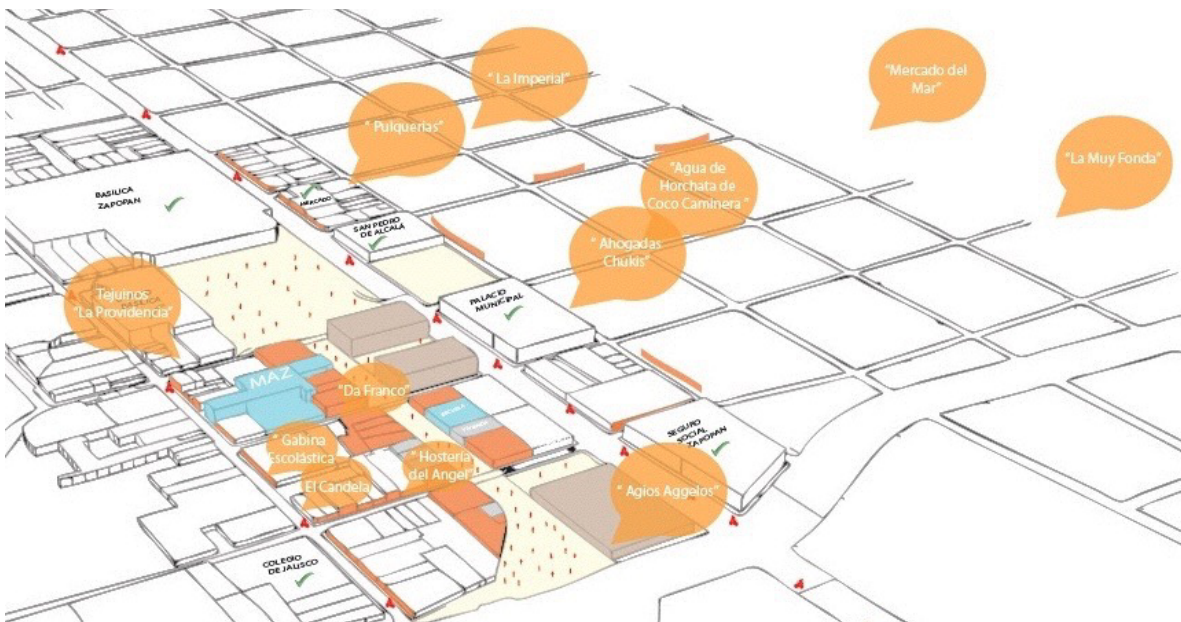 “ La Imperial”
“Mercado del
Mar”
“ Pulquerias”
“La Muy Fonda”
“Agua de
Horchata de
Coco Caminera “
BASILICA
ZAPOPAN
MERCADO
SAN PEDRO
DE ALCALA
“ Ahogadas
Chukis”
Tejuinos
“La Providencia”
BASILICA
PALACIO
MUNICIPAL
MAZ
“Da Franco”
SEGURO
SOCIAL
ZAPOPAN
“ Gabina
Escolástica
“ Hostería
del Angel”
El Candela
“ Agios Aggelos”
COLEGIO
DE JALISCO